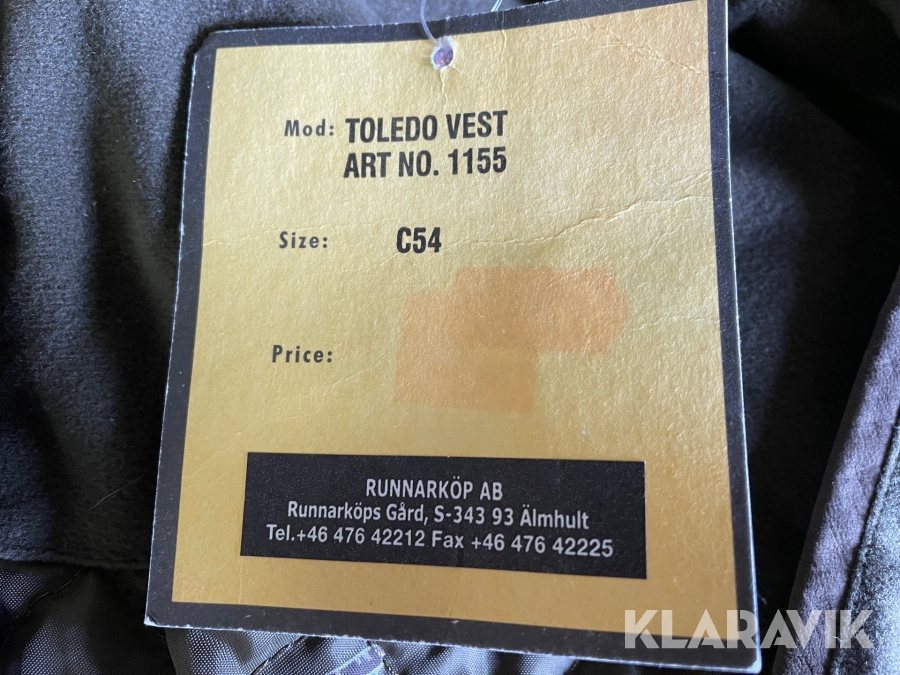 Mod: TOLEDO VEST
ART NO. 1155
Size: C54
Price:
RUNNARKÖP AB
Runnarköps Gård, S-343 93 Älmhult
Tel.+46 476 42212 Fax +46 476 42225
KLARAVIK